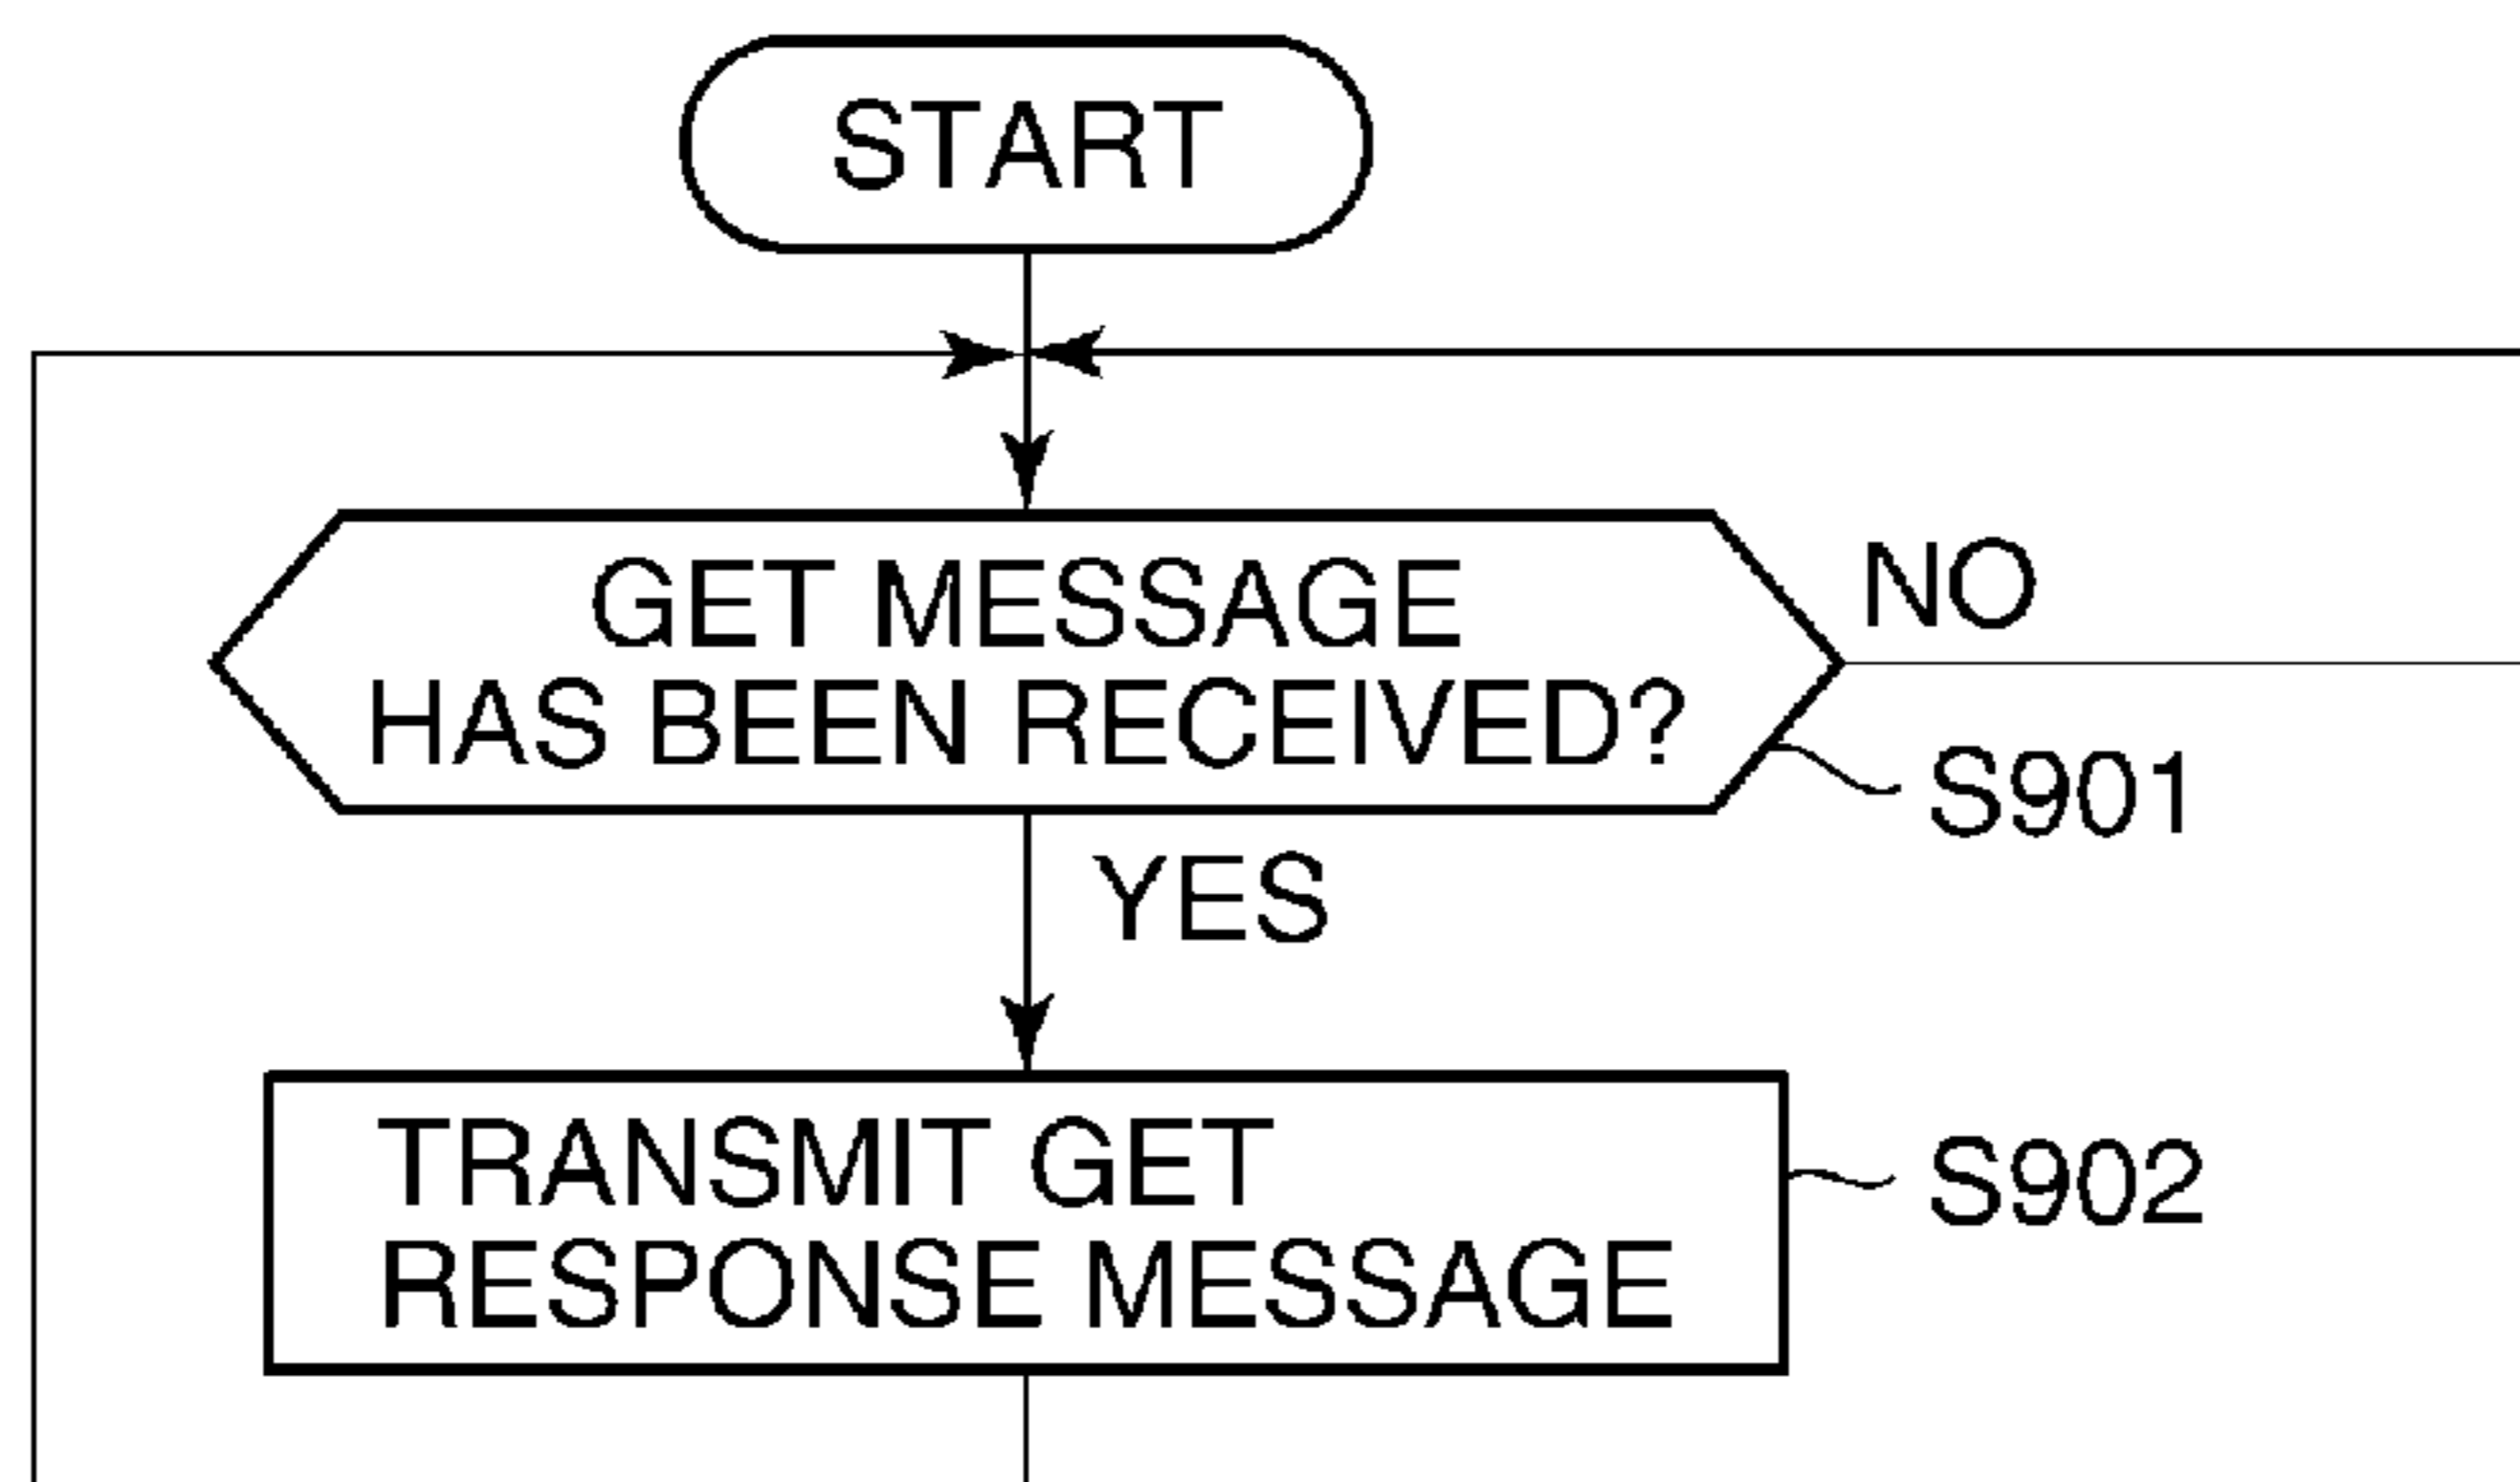 START
GET MESSAGE
HAS BEEN RECEIVED?
NO
S901
YES
TRANSMIT GET
RESPONSE MESSAGE
S902